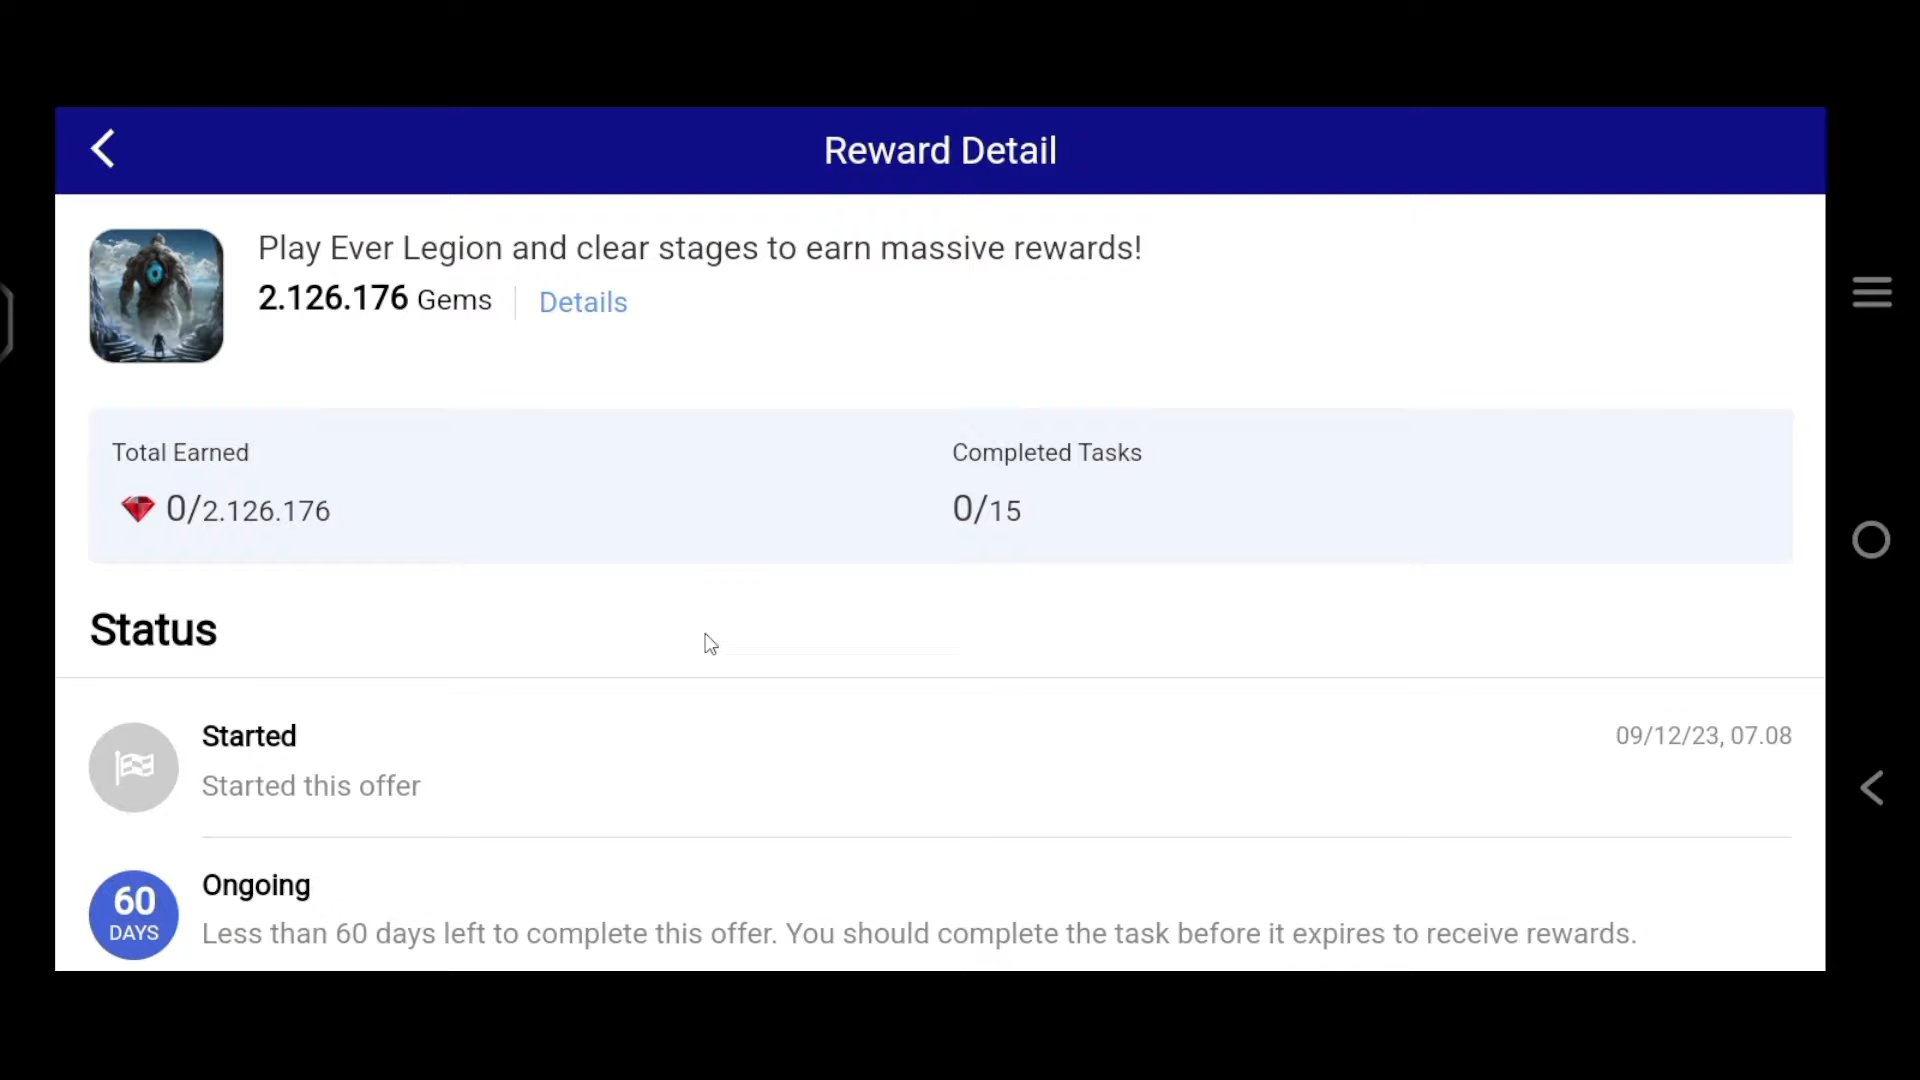 Reward Detail
Play Ever Legion and clear stages to earn massive rewards!
2.126.176 Gems
Details
Total Earned
Completed Tasks
0/2.126.176
0/15
Status
Started
09/12/23, 07.08
Started this offer
60
DAYS
Ongoing
Less than 60 days left to complete this offer. You should complete the task before it expires to receive rewards.